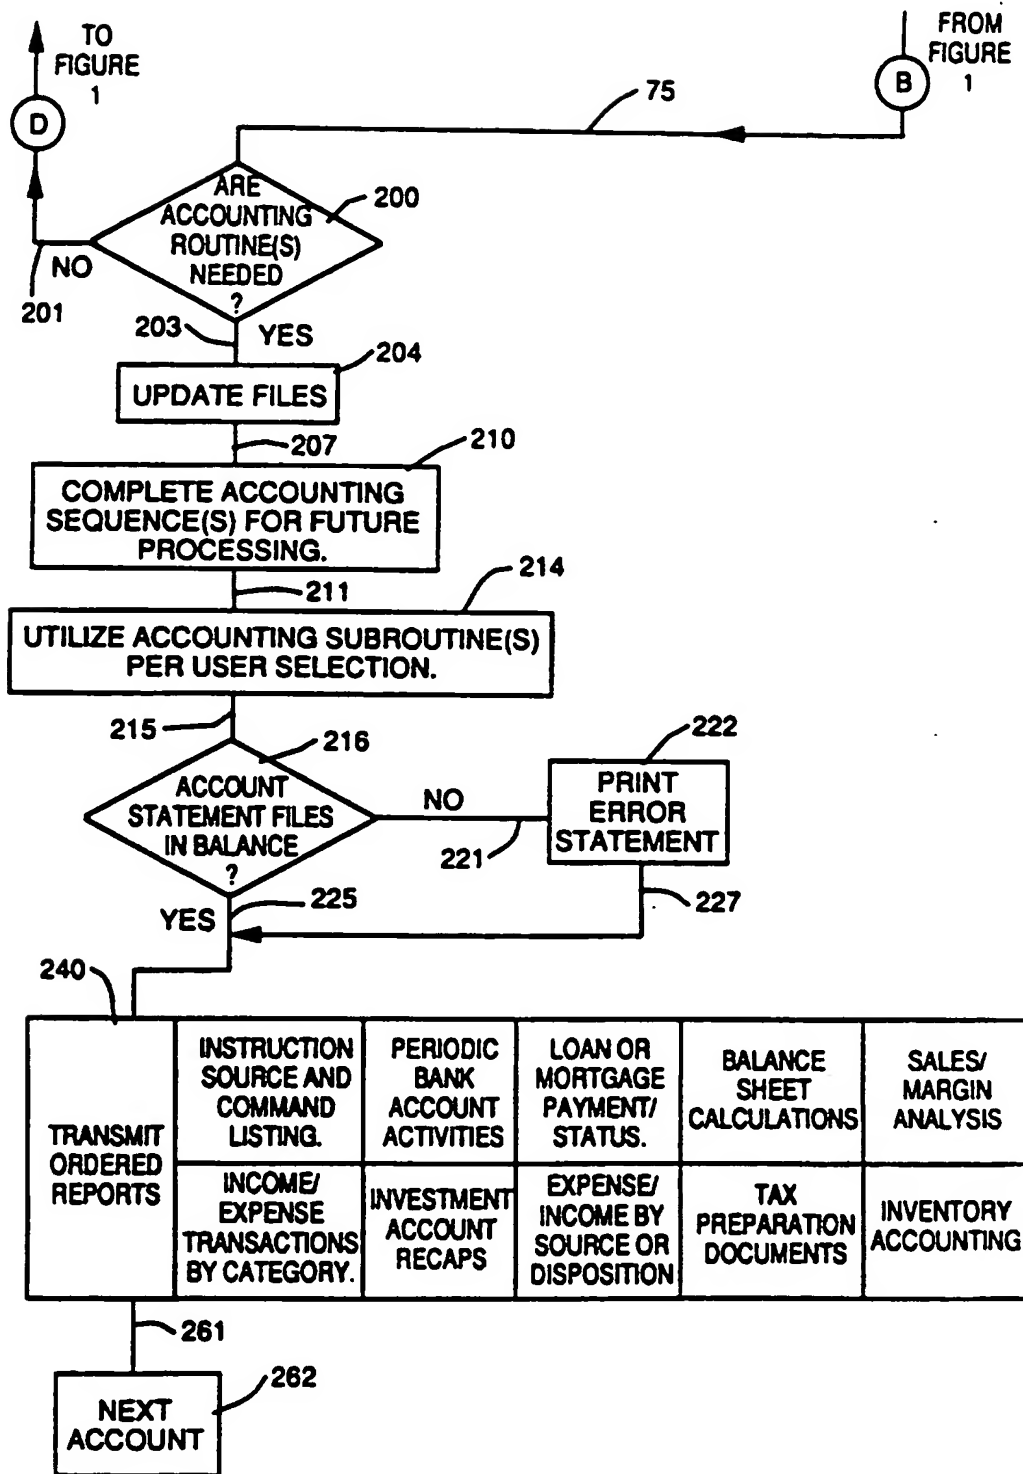 TO
FIGURE
1
D
FROM
FIGURE
1
B
75
ARE
ACCOUNTING
ROUTINE(S)
NEEDED
?
200
NO
201
203
YES
204
UPDATE FILES
207
210
COMPLETE ACCOUNTING
SEQUENCE(S) FOR FUTURE
PROCESSING.
211
214
UTILIZE ACCOUNTING SUBROUTINE(S)
PER USER SELECTION.
215
216
ACCOUNT
STATEMENT FILES
IN BALANCE
?
NO
221
222
PRINT
ERROR
STATEMENT
227
YES
225
240
TRANSMIT
ORDERED
REPORTS
INSTRUCTION
SOURCE AND
COMMAND
LISTING.
PERIODIC
BANK
ACCOUNT
ACTIVITIES
LOAN OR
MORTGAGE
PAYMENT/
STATUS.
BALANCE
SHEET
CALCULATIONS
SALES/
MARGIN
ANALYSIS
INCOME/
EXPENSE
TRANSACTIONS
BY CATEGORY.
INVESTMENT
ACCOUNT
RECAPS
EXPENSE/
INCOME BY
SOURCE OR
DISPOSITION
TAX
PREPARATION
DOCUMENTS
INVENTORY
ACCOUNTING
261
262
NEXT
ACCOUNT